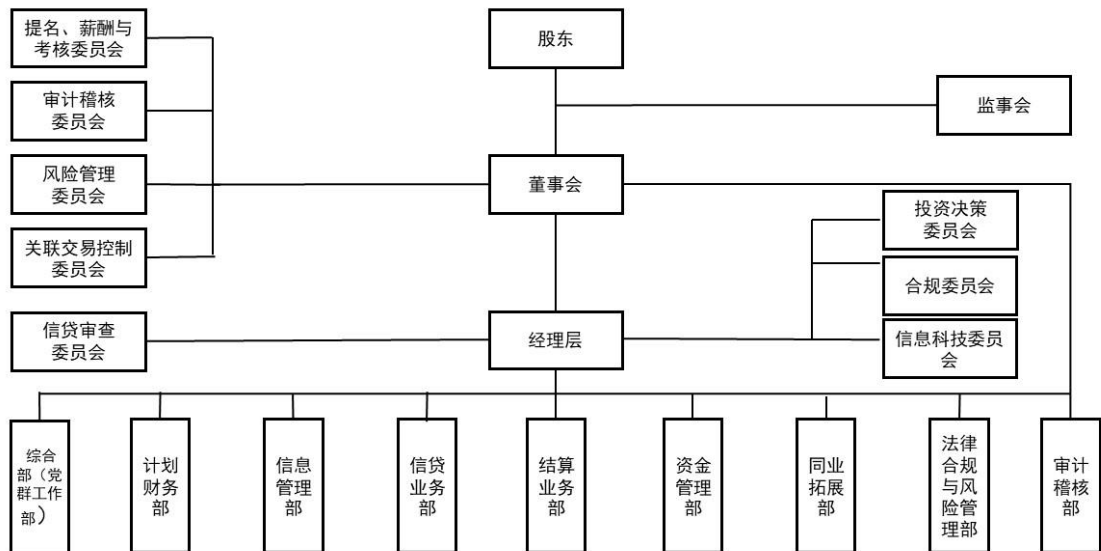 提名、薪酬与
考核委员会
股东
审计稽核
委员会
监事会
风险管理
委员会
董事会
投资决策
委员会
关联交易控制
委员会
合规委员会
信贷审查
委员会
经理层
信息科技委员
会
综合
部（党
群工作
部）
计划
财务
部
信息
管理
部
信贷
业务
部
结算
业务
部
资金
管理
部
同业
拓展
部
法律
合规
与风
险管
理部
审计
稽核
部